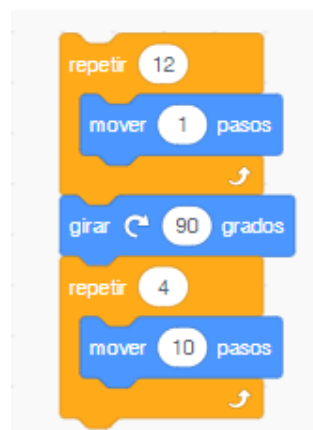 repetir 12
mover 1 pasos
girar 90 grados
repetir 4
mover 10 pasos